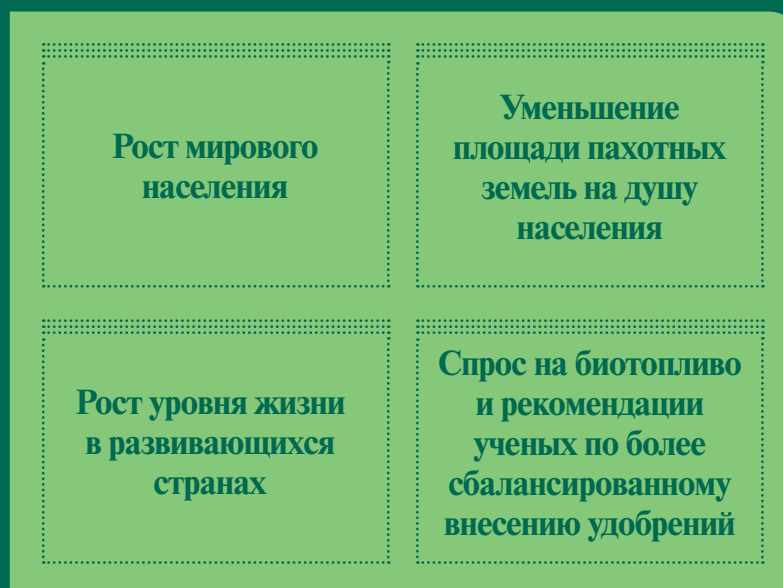 Рост мирового
населения
Уменьшение
площади пахотных
земель на душу
населения
Рост уровня жизни
в развивающихся
странах
Спрос на биотопливо
и рекомендации
ученых по более
сбалансированному
внесению удобрений